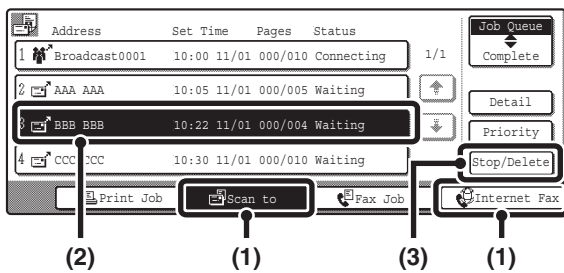 Address Set Time Pages Status
Job Queue
Complete
1 Broadcast0001 10:00 11/01 000/010 Connecting
1/1
2 AAA AAA 10:05 11/01 000/005 Waiting
Detail
3 BBB BBB 10:22 11/01 000/004 Waiting
Priority
4 CCC CCC 10:30 11/01 000/010 Waiting
Stop/Delete
Print Job Scan to Fax Job Internet Fax
(2) (1) (3) (1)